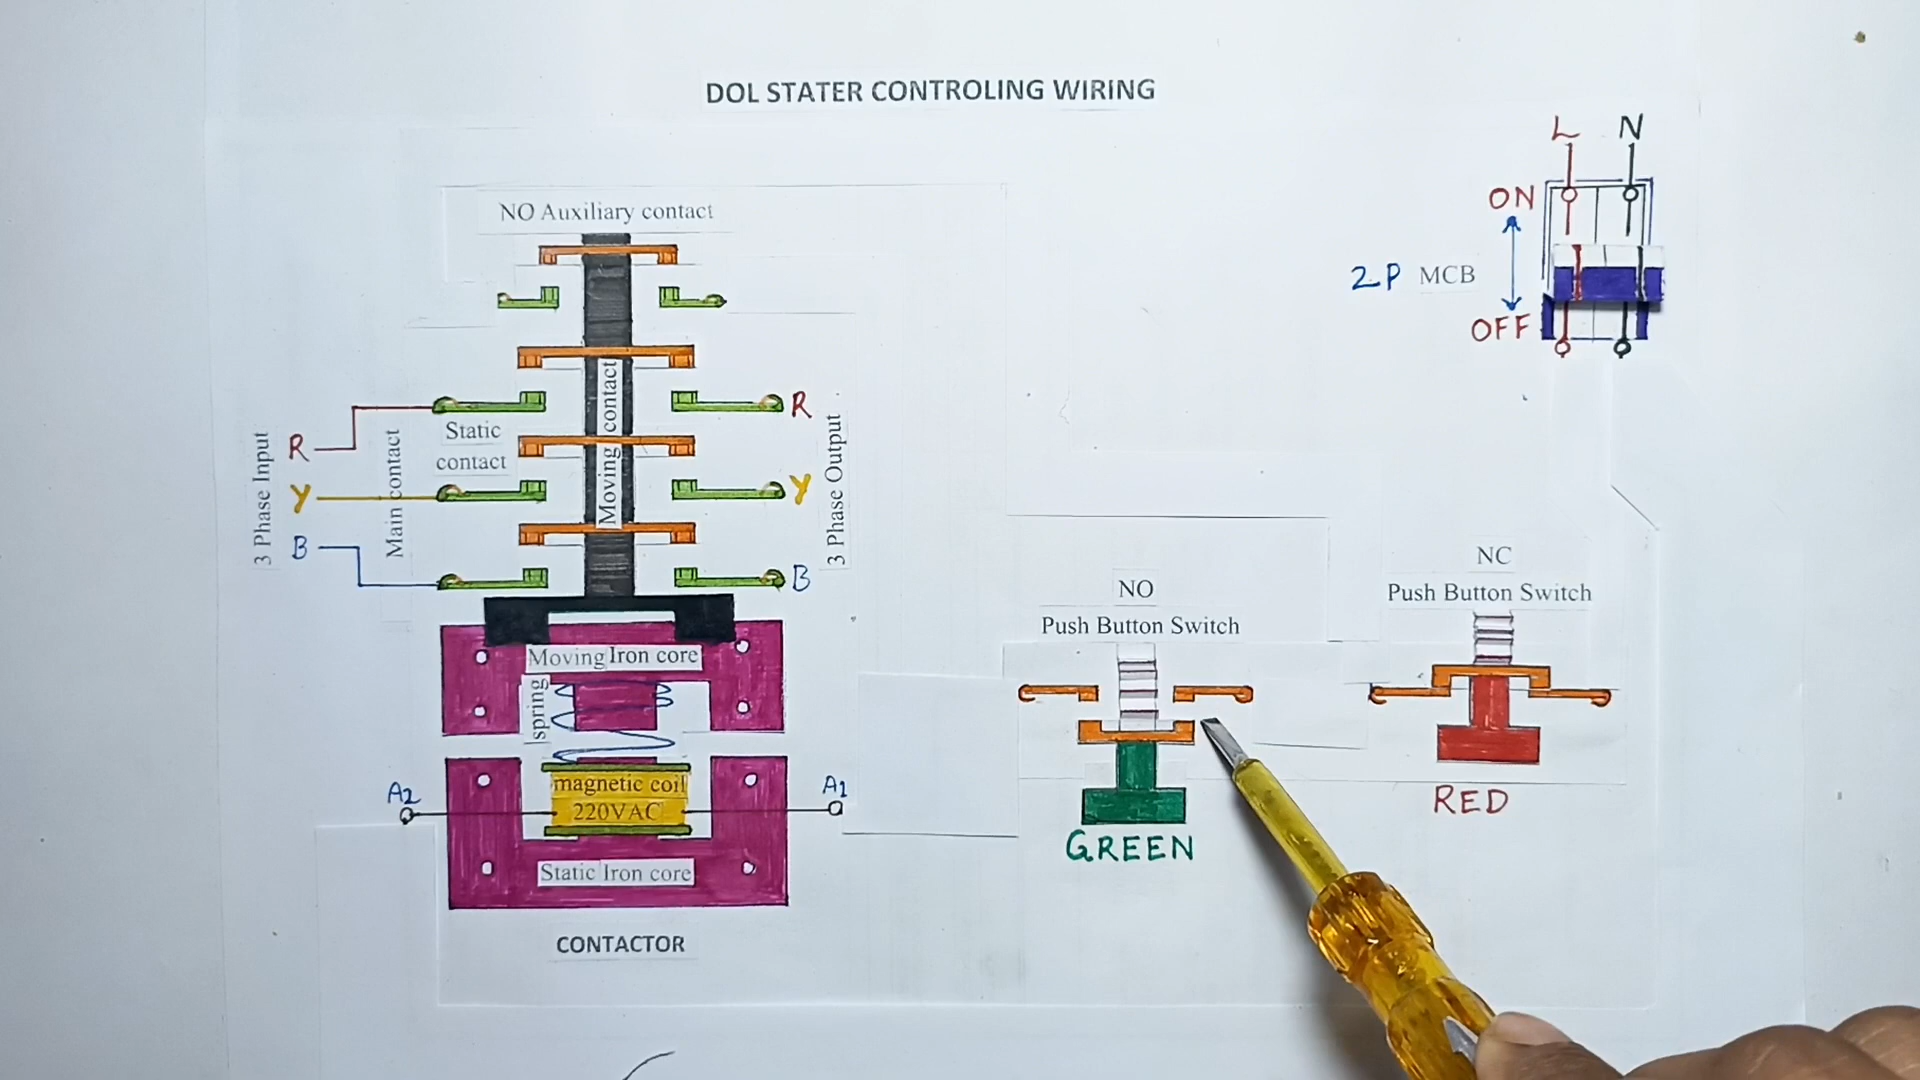 DOL STATER CONTROLING WIRING
L N
ON
2P MCB
OFF
NO Auxiliary contact
Moving contact
R
Static
contact
R
Y
Y
B
B
3 Phase Input
Main contact
3 Phase Output
Moving Iron core
spring
magnetic coil
220VAC
A2
A1
Static Iron core
CONTACTOR
NO
Push Button Switch
GREEN
NC
Push Button Switch
RED